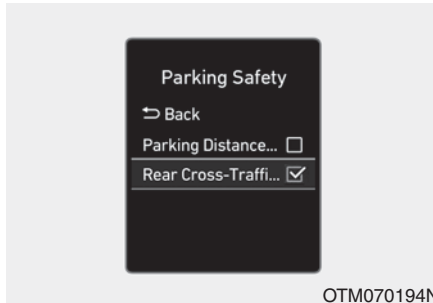 Parking Safety
Back
Parking Distance...
Rear Cross-Traffi...
OTM070194N